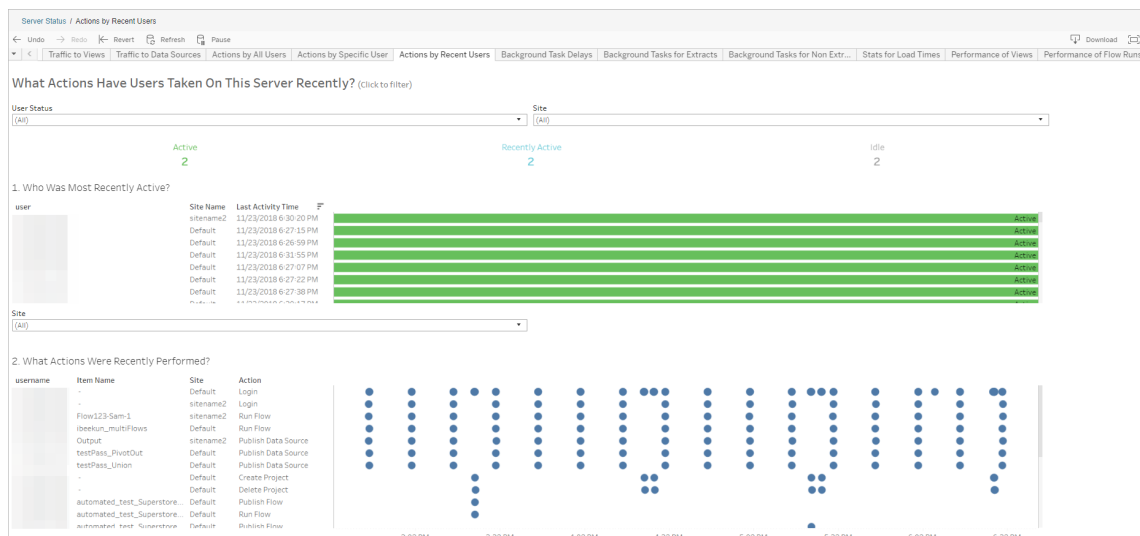 Server Status / Actions by Recent Users
← Undo → Redo Revert Refresh Pause Download
Traffic to Views Traffic to Data Sources Actions by All Users Actions by Specific User Actions by Recent Users Background Task Delays Background Tasks for Extracts Background Tasks for Non Extr... Stats for Load Times Performance of Views Performance of Flow Runs
What Actions Have Users Taken On This Server Recently? (Click to filter)
User Status Site
(All) (All)
Active Recently Active Idle
2 2 2
1. Who Was Most Recently Active?
user Site Name Last Activity Time
sitename2 11/23/2018 6:30:20 PM Active
Default 11/23/2018 6:27:15 PM Active
Default 11/23/2018 6:26:59 PM Active
Default 11/23/2018 6:31:55 PM Active
Default 11/23/2018 6:27:07 PM Active
Default 11/23/2018 6:27:22 PM Active
Default 11/23/2018 6:27:38 PM Active
Site
(All)
2. What Actions Were Recently Performed?
username Item Name Site Action
- Default Login
- sitename2 Login
Flow123-Sam-1 sitename2 Run Flow
ibeekun_multiFlows Default Run Flow
Output sitename2 Publish Data Source
testPass_PivotOut Default Publish Data Source
testPass_Union Default Publish Data Source
- Default Create Project
- Default Delete Project
automated_test_Superstore... Default Publish Flow
automated_test_Superstore... Default Run Flow
automated_test_Superstore... Default Publish Flow